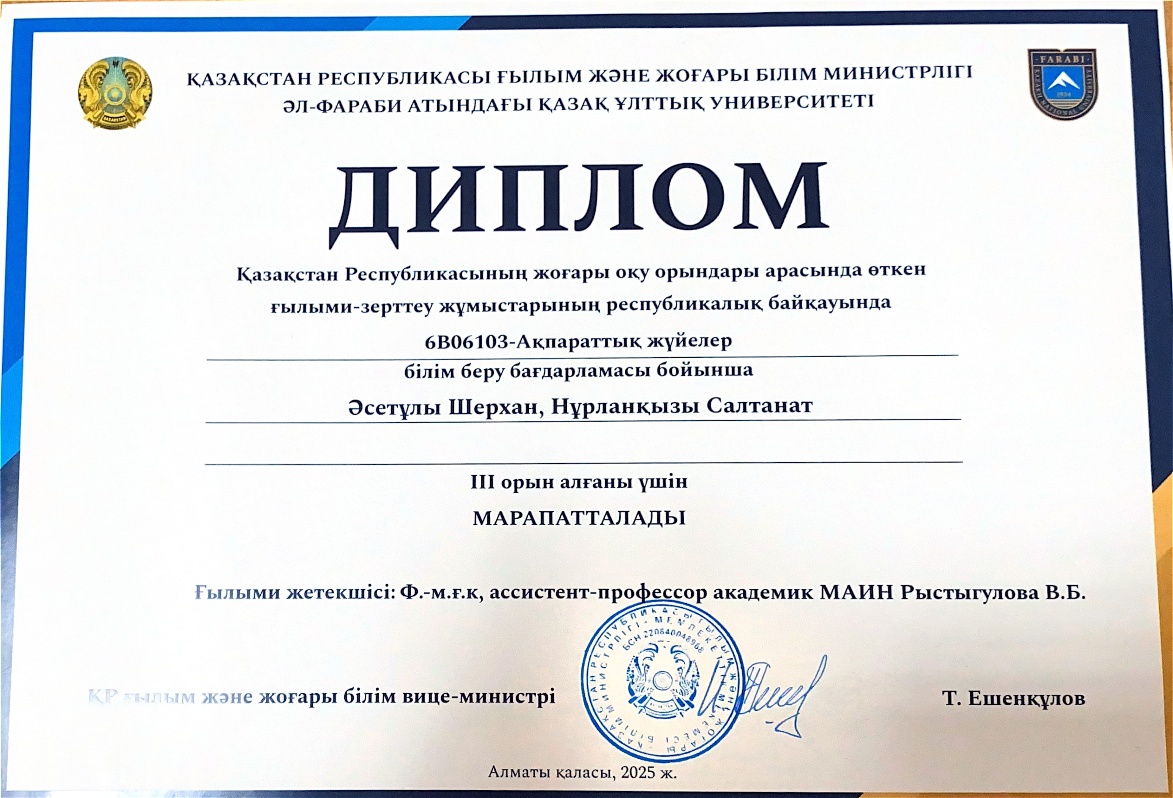 ҚАЗАҚСТАН РЕСПУБЛИКАСЫ ҒЫЛЫМ ЖӘНЕ ЖОҒАРЫ БІЛІМ МИНИСТРЛІГІ
ӘЛ-ФАРАБИ АТЫНДАҒЫ ҚАЗАҚ ҰЛТТЫҚ УНИВЕРСИТЕТІ
FARABI
1934
ДИПЛОМ
Қазақстан Республикасының жоғары оқу орындары арасында өткен
ғылыми-зерттеу жұмыстарының республикалық байқауында
6В06103-Ақпараттық жүйелер
білім беру бағдарламасы бойынша
Әсетұлы Шерхан, Нұрланқызы Салтанат
III орын алғаны үшін
МАРАПАТТАЛАДЫ
Ғылыми жетекшісі: Ф.-м.ғ.к, ассистент-профессор академик МАИН Рыстыгулова В.Б.
ҚР ғылым және жоғары білім вице-министрі
Т. Ешенқұлов
Алматы қаласы, 2025 ж.